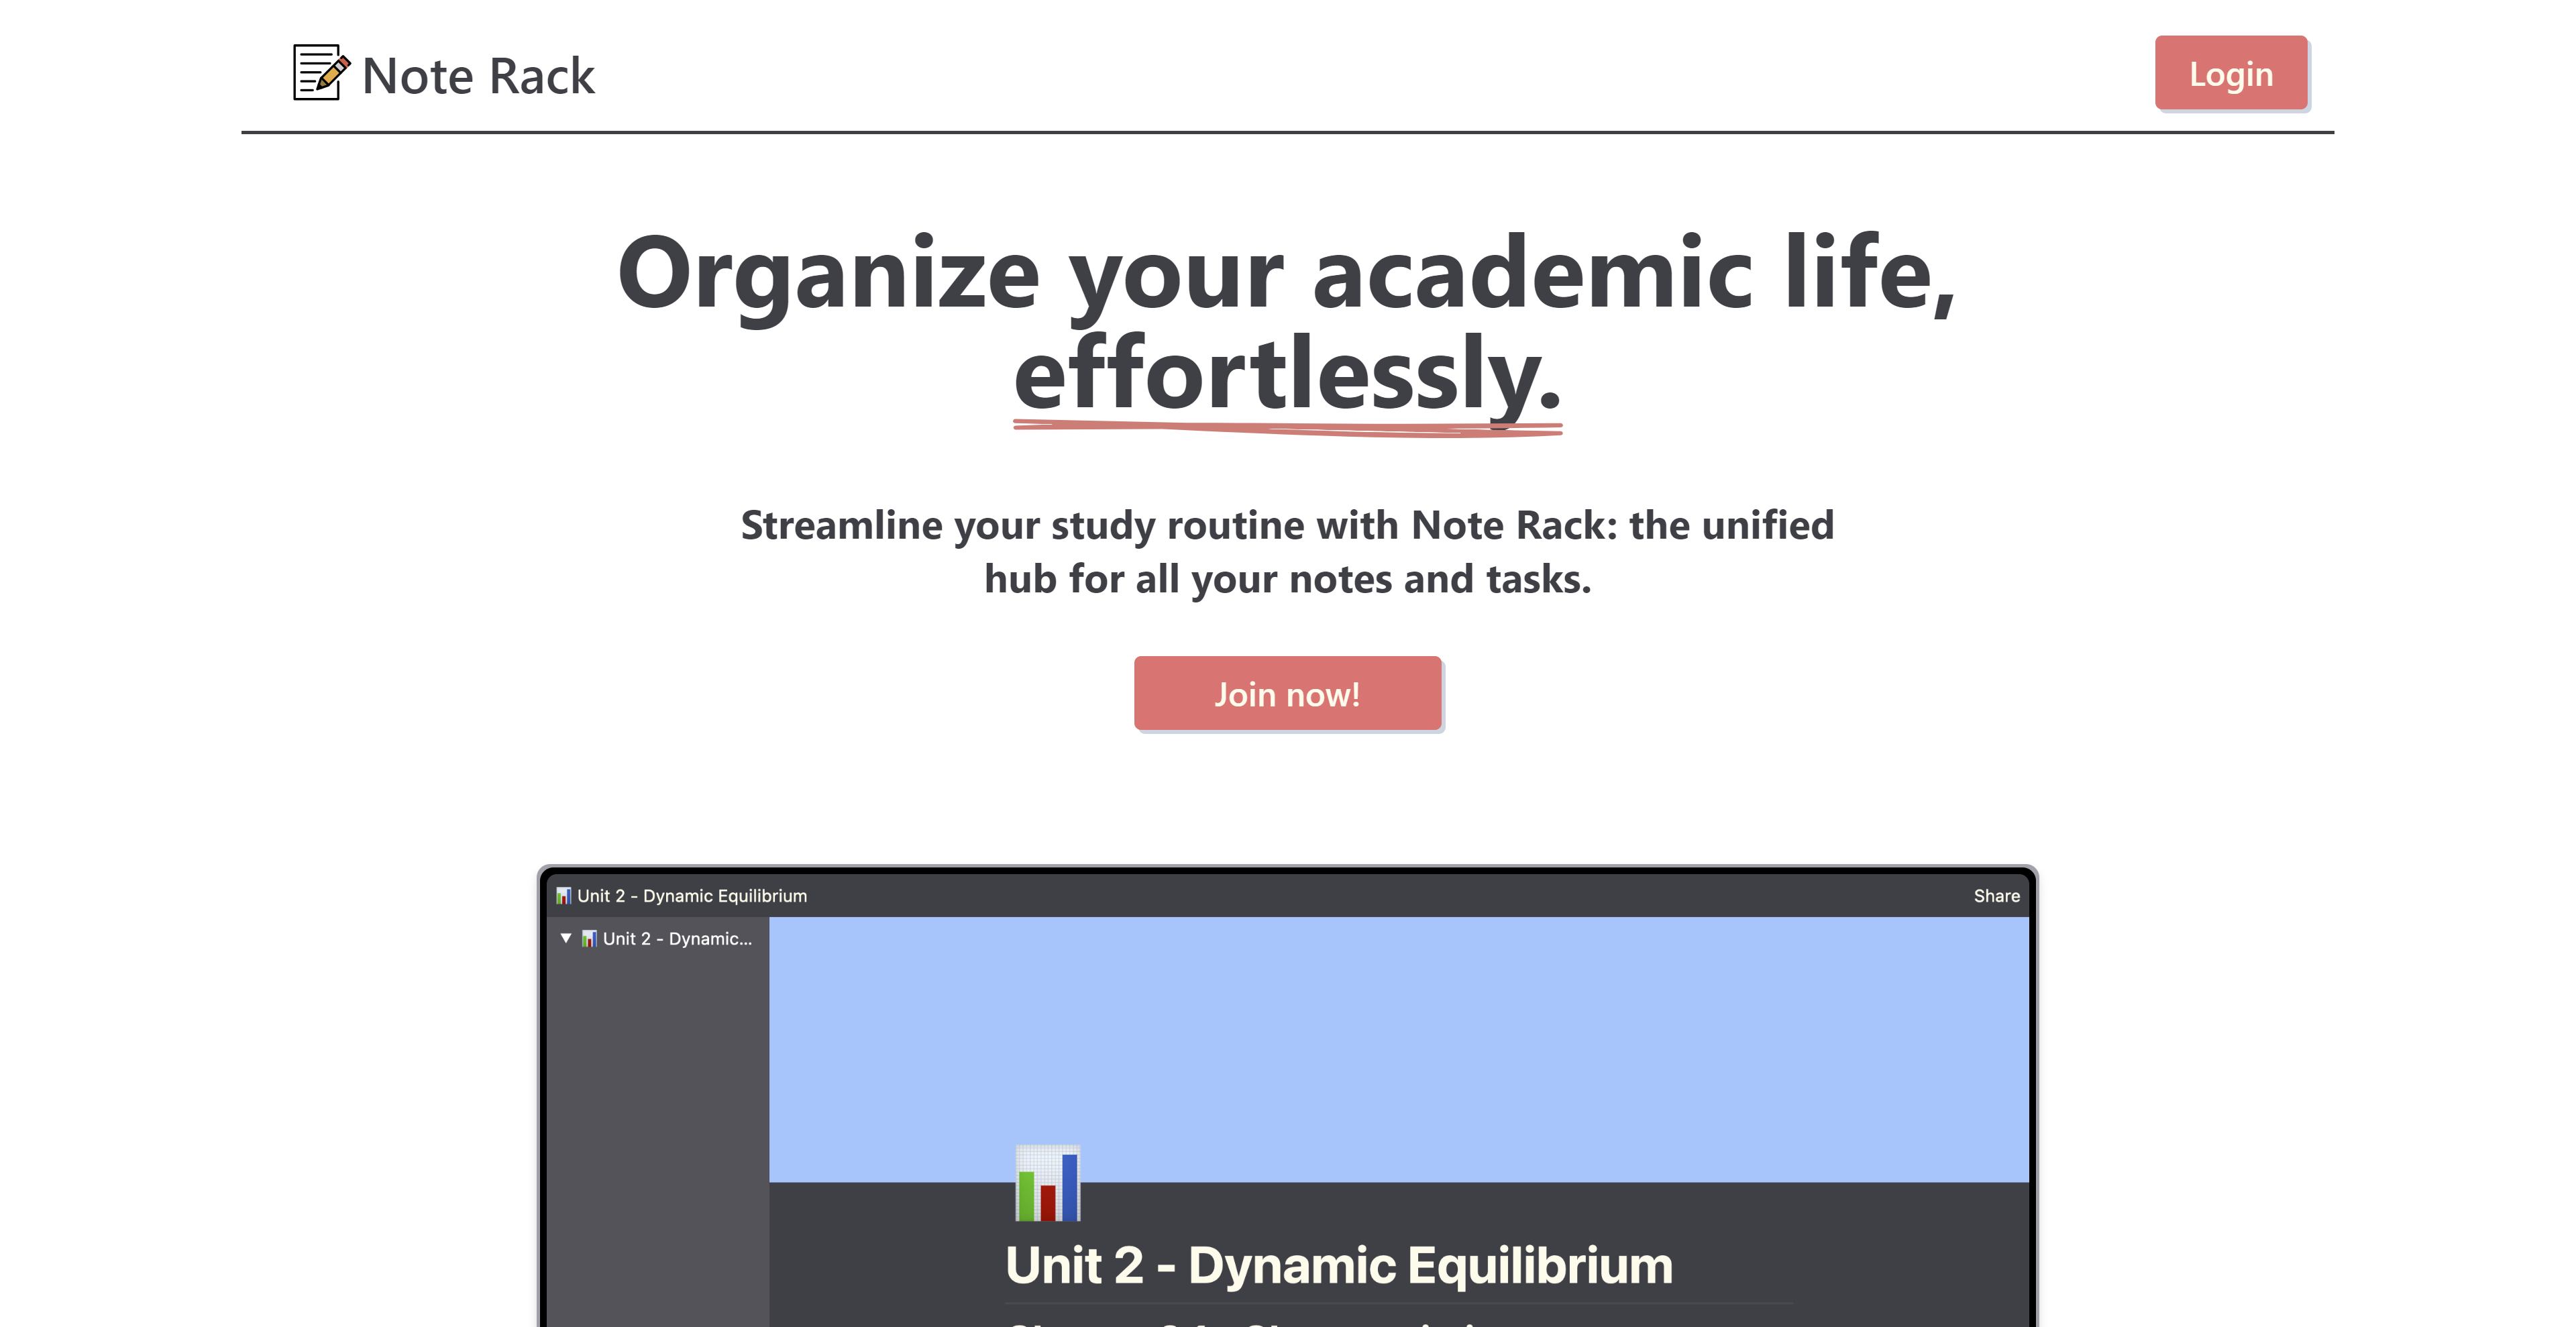 Note Rack
Login
Organize your academic life,
effortlessly.
Streamline your study routine with Note Rack: the unified
hub for all your notes and tasks.
Join now!
Unit 2 - Dynamic Equilibrium
Share
Unit 2 - Dynamic...
Unit 2 - Dynamic Equilibrium